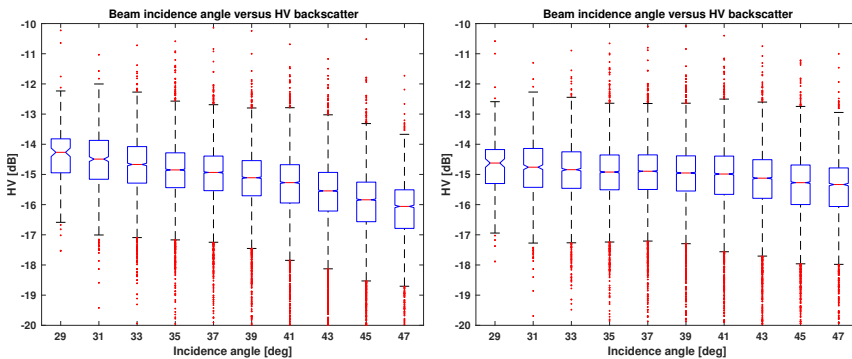 Beam incidence angle versus HV backscatter
-10
-11
-12
-13
-14
-15
-16
-17
-18
-19
-20
HV [dB]
29 31 33 35 37 39 41 43 45 47
Incidence angle [deg]
Beam incidence angle versus HV backscatter
-10
-11
-12
-13
-14
-15
-16
-17
-18
-19
-20
HV [dB]
29 31 33 35 37 39 41 43 45 47
Incidence angle [deg]